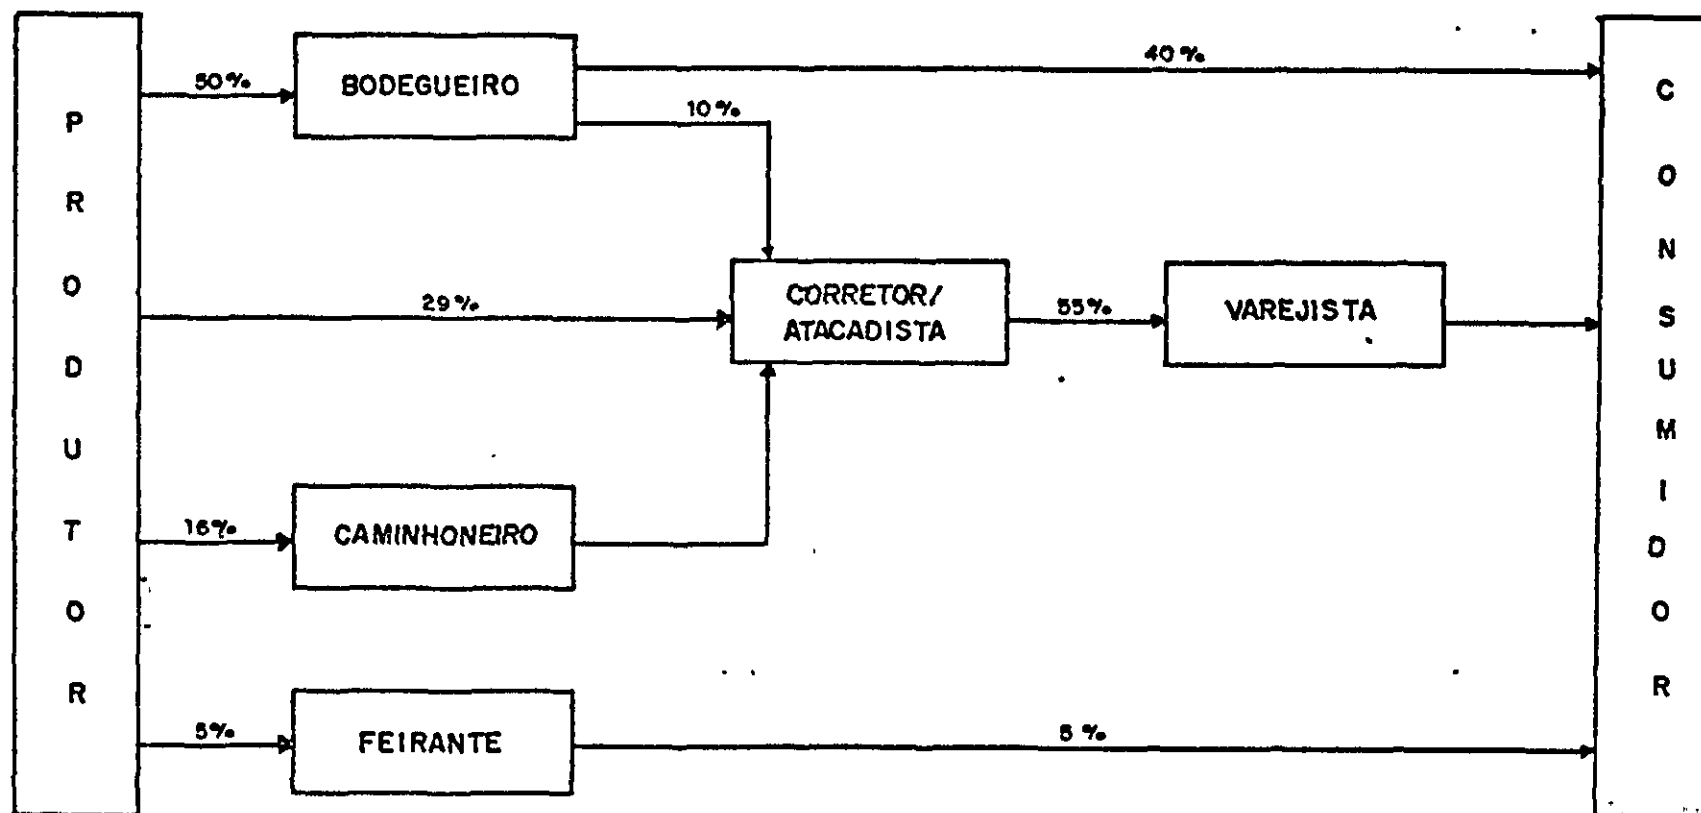 PRODUTOR
50%
BODEGUEIRO
40%
10%
29%
CORRETOR/
ATACADISTA
55%
VAREJISTA
16%
CAMINHONEIRO
5%
FEIRANTE
5%
CONSUMIDOR